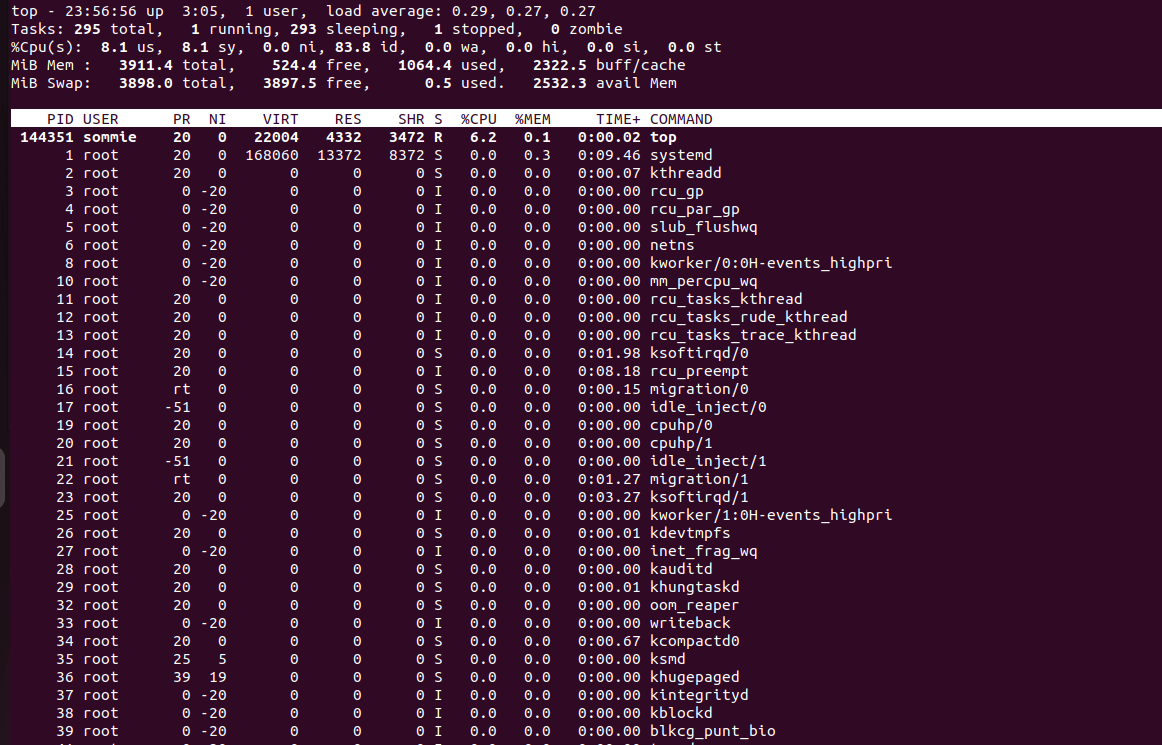 top - 23:56:56 up  3:05,  1 user,  load average: 0.29, 0.27, 0.27
Tasks: 295 total,   1 running, 293 sleeping,   1 stopped,   0 zombie
%Cpu(s):  8.1 us,  8.1 sy,  0.0 ni, 83.8 id,  0.0 wa,  0.0 hi,  0.0 si,  0.0 st
MiB Mem :   3911.4 total,    524.4 free,   1064.4 used,   2322.5 buff/cache
MiB Swap:   3898.0 total,   3897.5 free,      0.5 used.   2532.3 avail Mem
PID USER      PR  NI    VIRT    RES    SHR S  %CPU  %MEM     TIME+ COMMAND
144351 sommie    20   0   22004   4332   3472 R   6.2   0.1   0:00.02 top
1 root      20   0  168060  13372   8372 S   0.0   0.3   0:09.46 systemd
2 root      20   0       0      0      0 S   0.0   0.0   0:00.07 kthreadd
3 root       0 -20       0      0      0 I   0.0   0.0   0:00.00 rcu_gp
4 root       0 -20       0      0      0 I   0.0   0.0   0:00.00 rcu_par_gp
5 root       0 -20       0      0      0 I   0.0   0.0   0:00.00 slub_flushwq
6 root       0 -20       0      0      0 I   0.0   0.0   0:00.00 netns
8 root       0 -20       0      0      0 I   0.0   0.0   0:00.00 kworker/0:0H-events_highpri
10 root       0 -20       0      0      0 I   0.0   0.0   0:00.00 mm_percpu_wq
11 root      20   0       0      0      0 I   0.0   0.0   0:00.00 rcu_tasks_kthread
12 root      20   0       0      0      0 I   0.0   0.0   0:00.00 rcu_tasks_rude_kthread
13 root      20   0       0      0      0 I   0.0   0.0   0:00.00 rcu_tasks_trace_kthread
14 root      20   0       0      0      0 S   0.0   0.0   0:01.98 ksoftirqd/0
15 root      20   0       0      0      0 I   0.0   0.0   0:08.18 rcu_preempt
16 root      rt   0       0      0      0 S   0.0   0.0   0:00.15 migration/0
17 root     -51   0       0      0      0 S   0.0   0.0   0:00.00 idle_inject/0
19 root      20   0       0      0      0 S   0.0   0.0   0:00.00 cpuhp/0
20 root      20   0       0      0      0 S   0.0   0.0   0:00.00 cpuhp/1
21 root     -51   0       0      0      0 S   0.0   0.0   0:00.00 idle_inject/1
22 root      rt   0       0      0      0 S   0.0   0.0   0:01.27 migration/1
23 root      20   0       0      0      0 S   0.0   0.0   0:03.27 ksoftirqd/1
25 root       0 -20       0      0      0 I   0.0   0.0   0:00.00 kworker/1:0H-events_highpri
26 root      20   0       0      0      0 S   0.0   0.0   0:00.01 kdevtmpfs
27 root       0 -20       0      0      0 I   0.0   0.0   0:00.00 inet_frag_wq
28 root      20   0       0      0      0 S   0.0   0.0   0:00.00 kauditd
29 root      20   0       0      0      0 S   0.0   0.0   0:00.01 khungtaskd
32 root      20   0       0      0      0 S   0.0   0.0   0:00.00 oom_reaper
33 root       0 -20       0      0      0 I   0.0   0.0   0:00.00 writeback
34 root      20   0       0      0      0 S   0.0   0.0   0:00.67 kcompactd0
35 root      25   5       0      0      0 S   0.0   0.0   0:00.00 ksmd
36 root      39  19       0      0      0 S   0.0   0.0   0:00.00 khugepaged
37 root       0 -20       0      0      0 I   0.0   0.0   0:00.00 kintegrityd
38 root       0 -20       0      0      0 I   0.0   0.0   0:00.00 kblockd
39 root       0 -20       0      0      0 I   0.0   0.0   0:00.00 blkcg_punt_bio